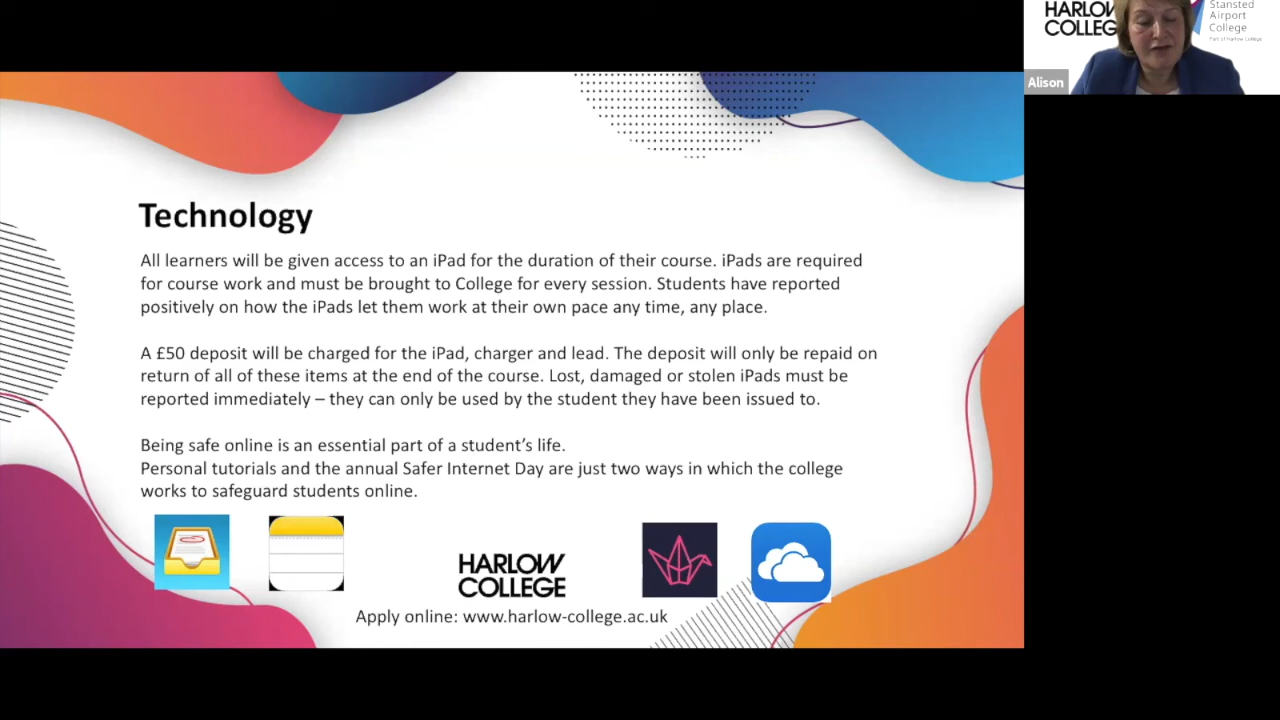 HARLOW
COLLEG
Stansted
Airport
College
Part of Harlow College
Alison
Technology
All learners will be given access to an iPad for the duration of their course. iPads are required
for course work and must be brought to College for every session. Students have reported
positively on how the iPads let them work at their own pace any time, any place.
A £50 deposit will be charged for the iPad, charger and lead. The deposit will only be repaid on
return of all of these items at the end of the course. Lost, damaged or stolen iPads must be
reported immediately – they can only be used by the student they have been issued to.
Being safe online is an essential part of a student’s life.
Personal tutorials and the annual Safer Internet Day are just two ways in which the college
works to safeguard students online.
HARLOW
COLLEGE
Apply online: www.harlow-college.ac.uk